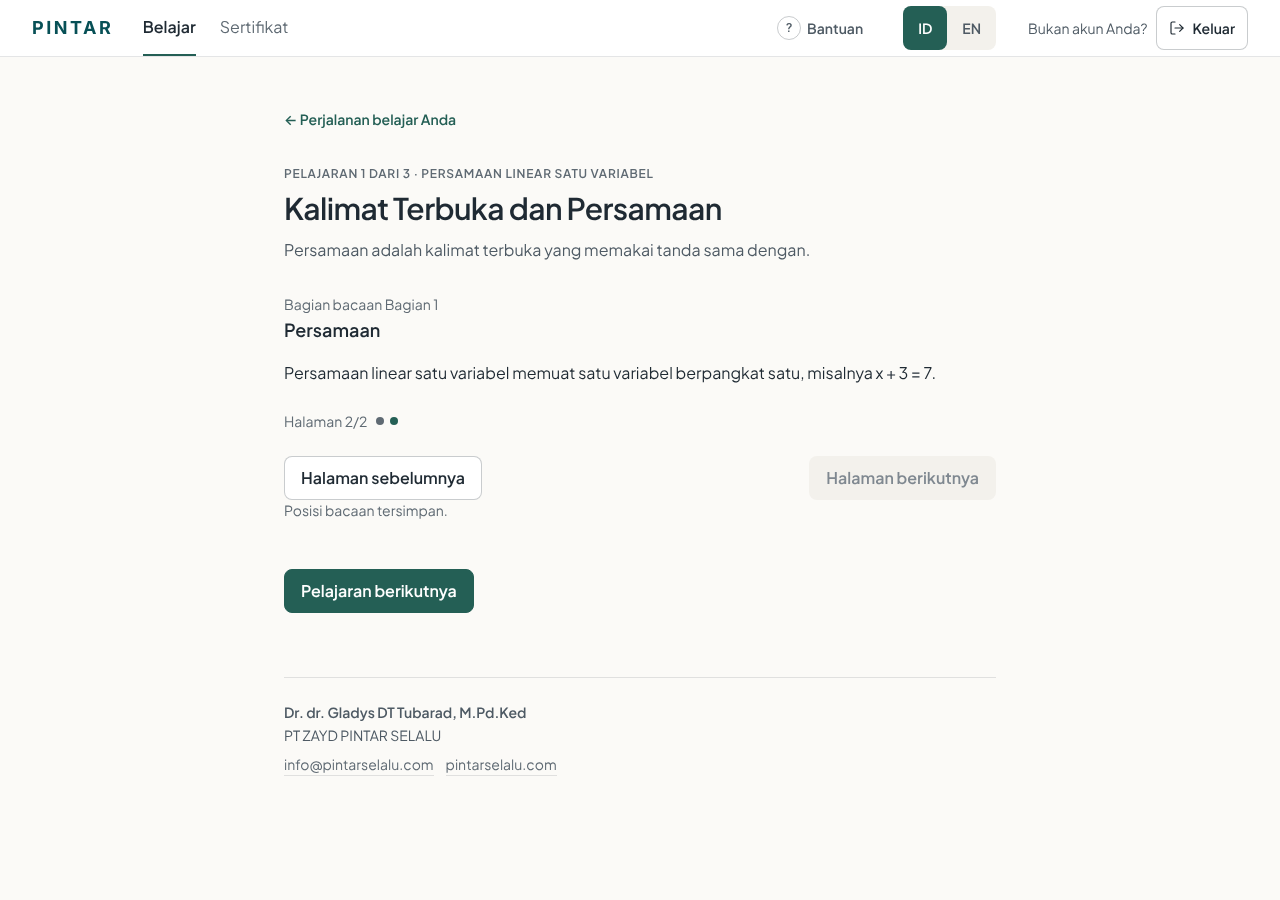 PINTAR Belajar Sertifikat ? Bantuan ID EN Bukan akun Anda? Keluar
← Perjalanan belajar Anda
PELAJARAN 1 DARI 3 · PERSAMAAN LINEAR SATU VARIABEL
Kalimat Terbuka dan Persamaan
Persamaan adalah kalimat terbuka yang memakai tanda sama dengan.
Bagian bacaan Bagian 1
Persamaan
Persamaan linear satu variabel memuat satu variabel berpangkat satu, misalnya x + 3 = 7.
Halaman 2/2
Halaman sebelumnya Halaman berikutnya
Posisi bacaan tersimpan.
Pelajaran berikutnya
Dr. dr. Gladys DT Tubarad, M.Pd.Ked
PT ZAYD PINTAR SELALU
info@pintarselalu.com pintarselalu.com